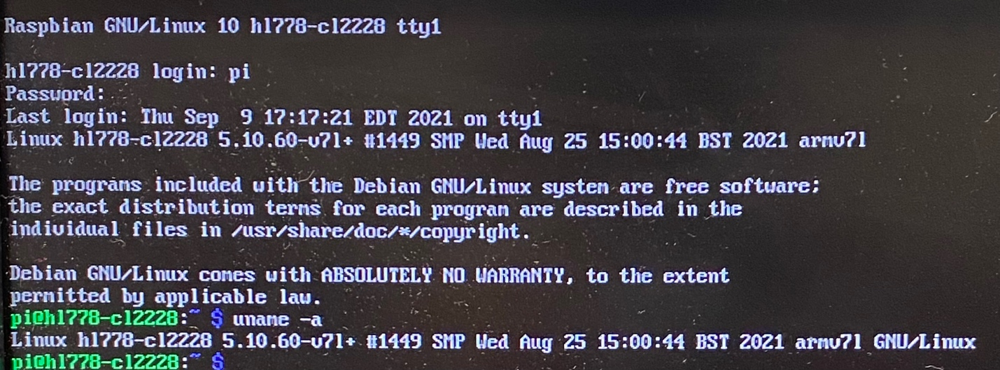 Raspbian GNU/Linux 10 hl778-cl2228 tty1
hl778-cl2228 login: pi
Password:
Last login: Thu Sep  9 17:17:21 EDT 2021 on tty1
Linux hl778-cl2228 5.10.60-v7l+ #1449 SMP Wed Aug 25 15:00:44 BST 2021 armv7l
The programs included with the Debian GNU/Linux system are free software;
the exact distribution terms for each program are described in the
individual files in /usr/share/doc/*/copyright.
Debian GNU/Linux comes with ABSOLUTELY NO WARRANTY, to the extent
permitted by applicable law.
pi@hl778-cl2228:~ $ uname -a
Linux hl778-cl2228 5.10.60-v7l+ #1449 SMP Wed Aug 25 15:00:44 BST 2021 armv7l GNU/Linux
pi@hl778-cl2228:~ $